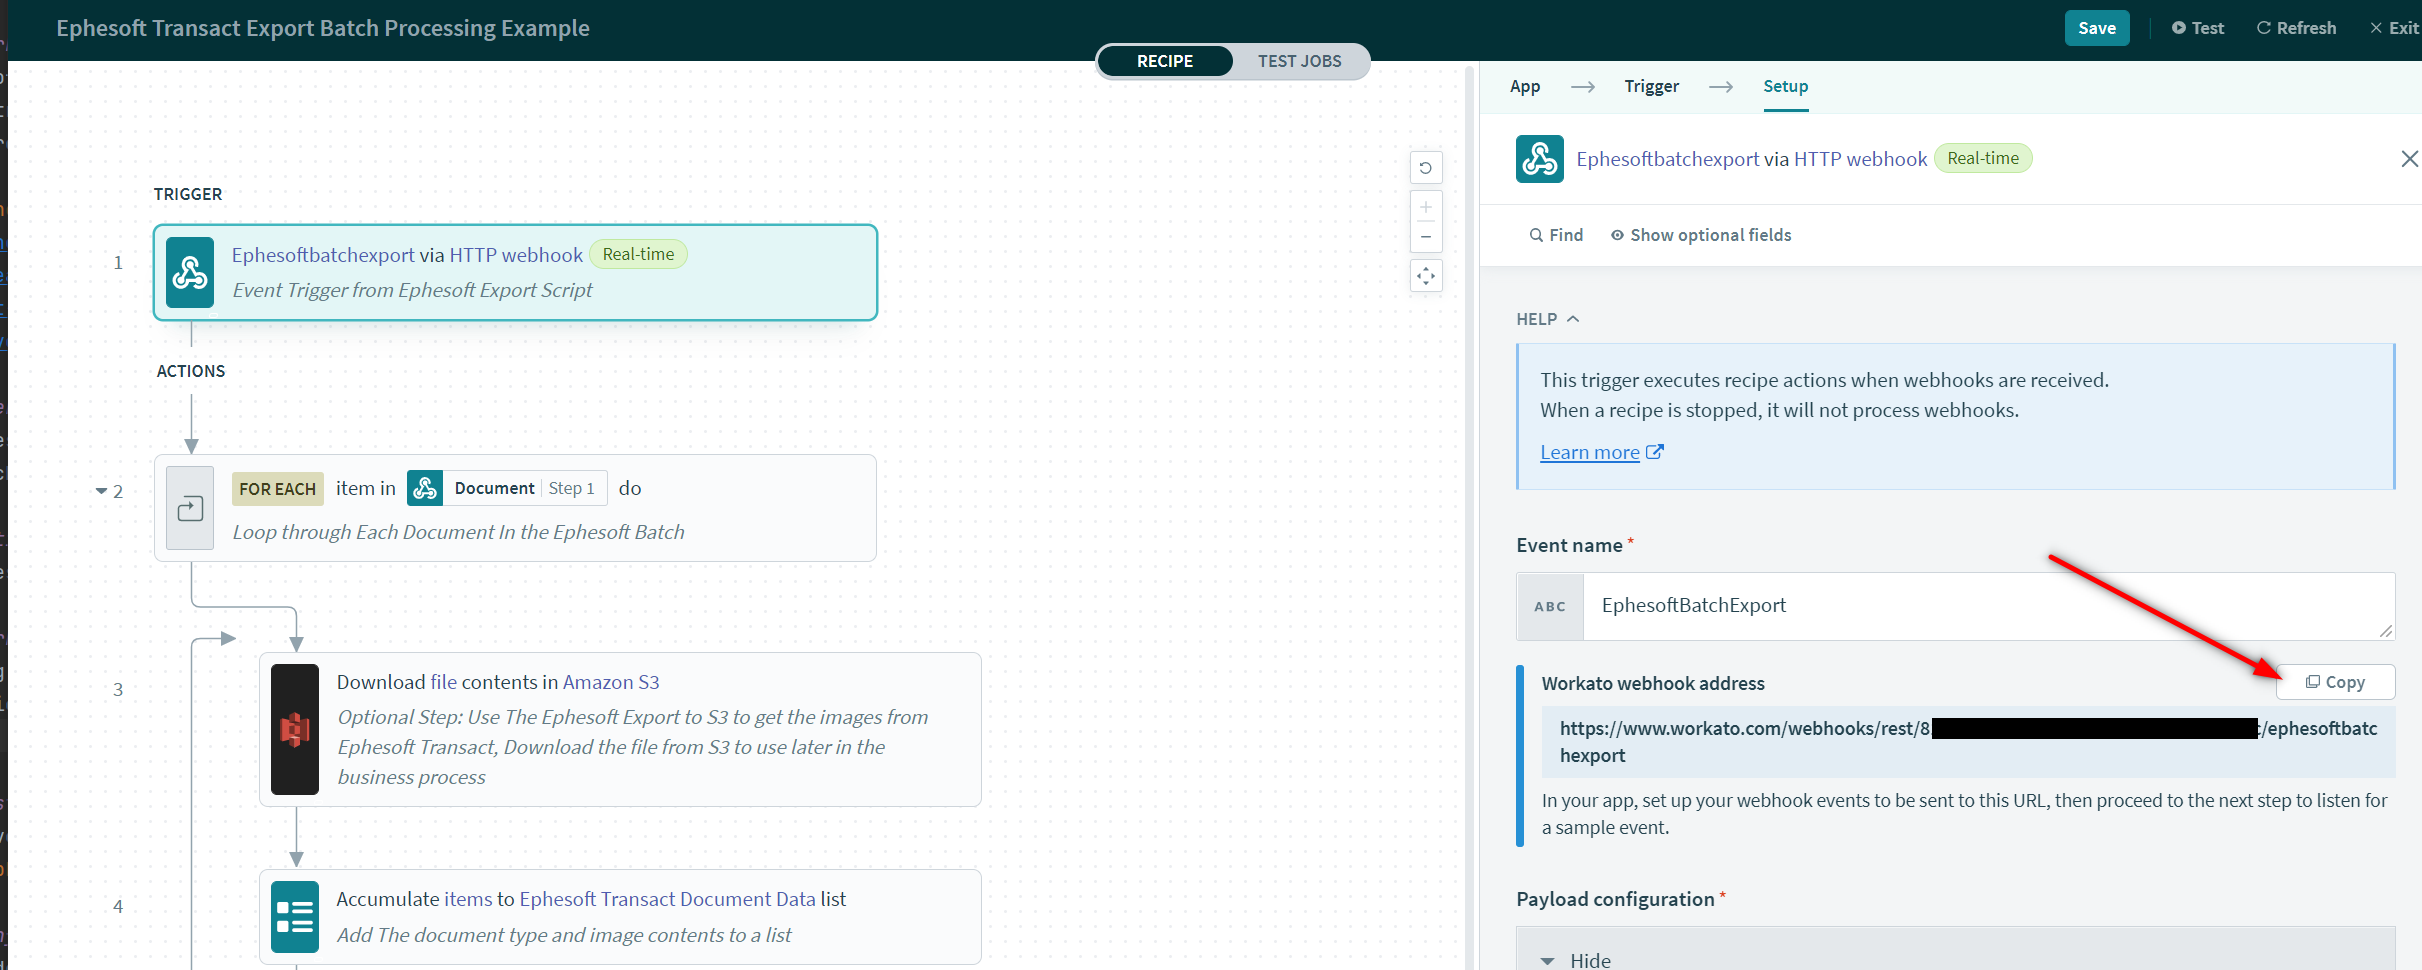 Ephesoft Transact Export Batch Processing Example
Save
Test
Refresh
Exit
RECIPE
TEST JOBS
TRIGGER
1
Ephesoftbatchexport via HTTP webhook Real-time
Event Trigger from Ephesoft Export Script
ACTIONS
2
FOR EACH item in Document Step 1 do
Loop through Each Document In the Ephesoft Batch
3
Download file contents in Amazon S3
Optional Step: Use The Ephesoft Export to S3 to get the images from
Ephesoft Transact, Download the file from S3 to use later in the
business process
4
Accumulate items to Ephesoft Transact Document Data list
Add The document type and image contents to a list
App
Trigger
Setup
Ephesoftbatchexport via HTTP webhook Real-time
Find
Show optional fields
HELP
This trigger executes recipe actions when webhooks are received.
When a recipe is stopped, it will not process webhooks.
Learn more
Event name *
ABC
EphesoftBatchExport
Workato webhook address
Copy
https://www.workato.com/webhooks/rest/8 /ephesoftbatc
hexport
In your app, set up your webhook events to be sent to this URL, then proceed to the next step to listen for
a sample event.
Payload configuration *
Hide